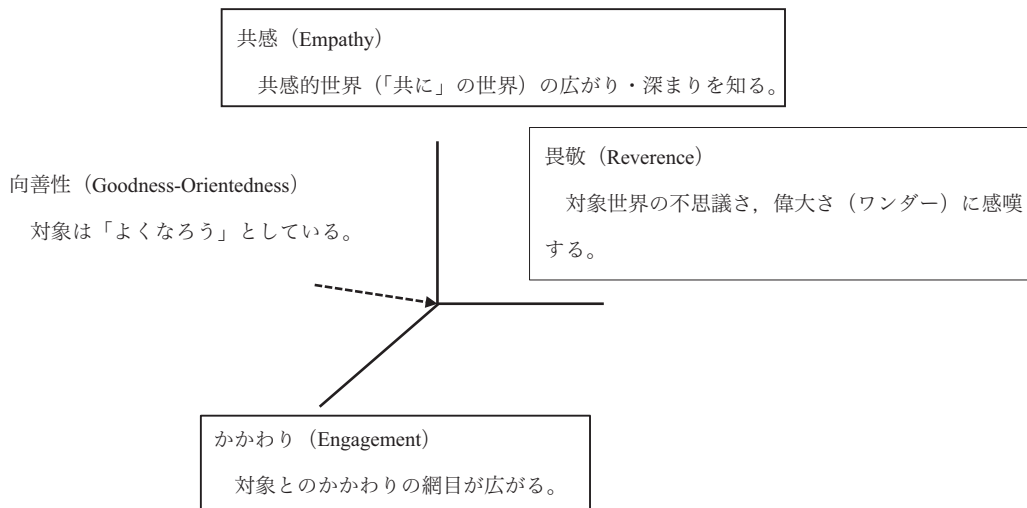 共感（Empathy）
共感的世界（「共に」の世界）の広がり・深まりを知る。
畏敬（Reverence）
対象世界の不思議さ，偉大さ（ワンダー）に感嘆
する。
向善性（Goodness-Orientedness）
対象は「よくなろう」としている。
かかわり（Engagement）
対象とのかかわりの網目が広がる。